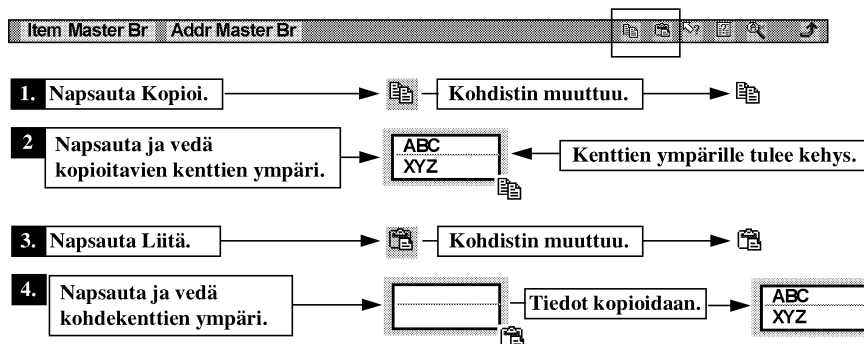 Item Master Br Addr Master Br
1. Napsauta Kopioi. Kohdistin muuttuu.
2 Napsauta ja vedä
kopioitavien kenttien ympäri.
ABC
XYZ
Kenttien ympärille tulee kehys.
3. Napsauta Liitä. Kohdistin muuttuu.
4. Napsauta ja vedä
kohdekenttien ympäri.
Tiedot kopioidaan.
ABC
XYZ